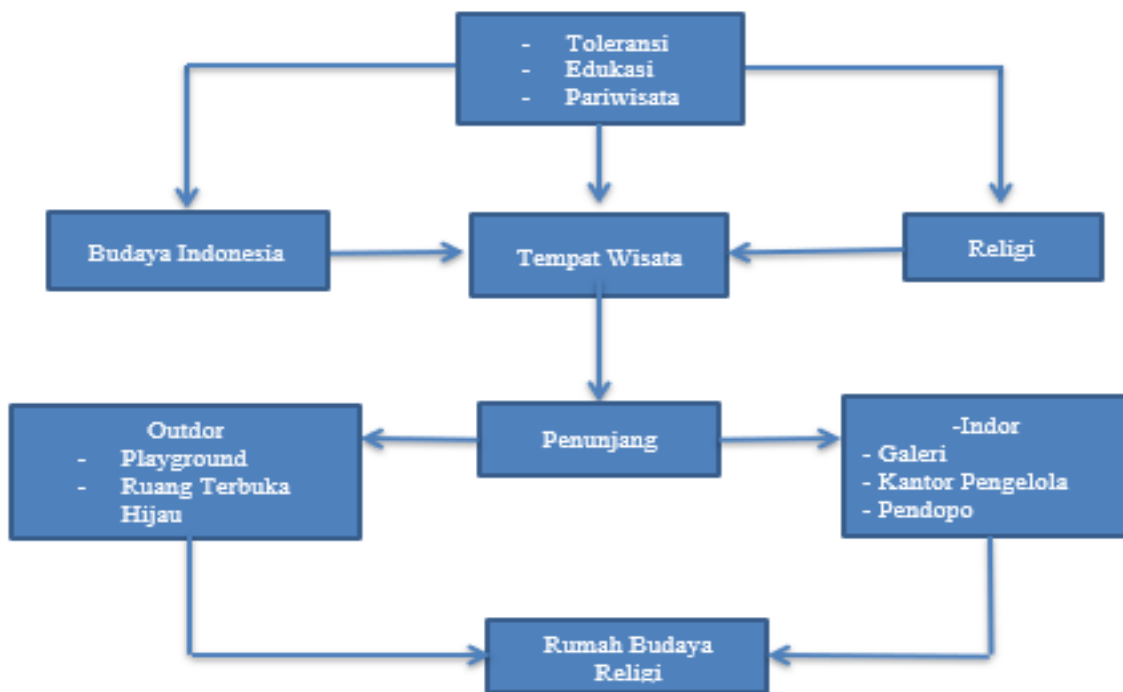 - Toleransi
- Edukasi
- Pariwisata
Budaya Indonesia
Tempat Wisata
Religi
Outdor
- Playground
- Ruang Terbuka
Hijau
Penunjang
-Indor
- Galeri
- Kantor Pengelola
- Pendopo
Rumah Budaya
Religi